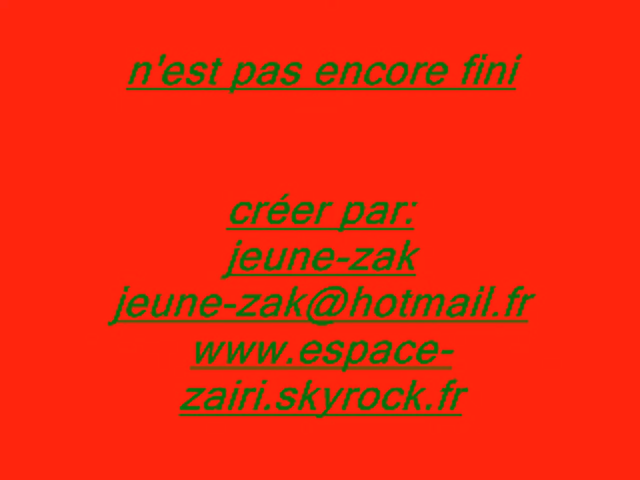 n'est pas encore fini
créer par:
jeune-zak
jeune-zak@hotmail.fr
www.espace-
zairi.skyrock.fr